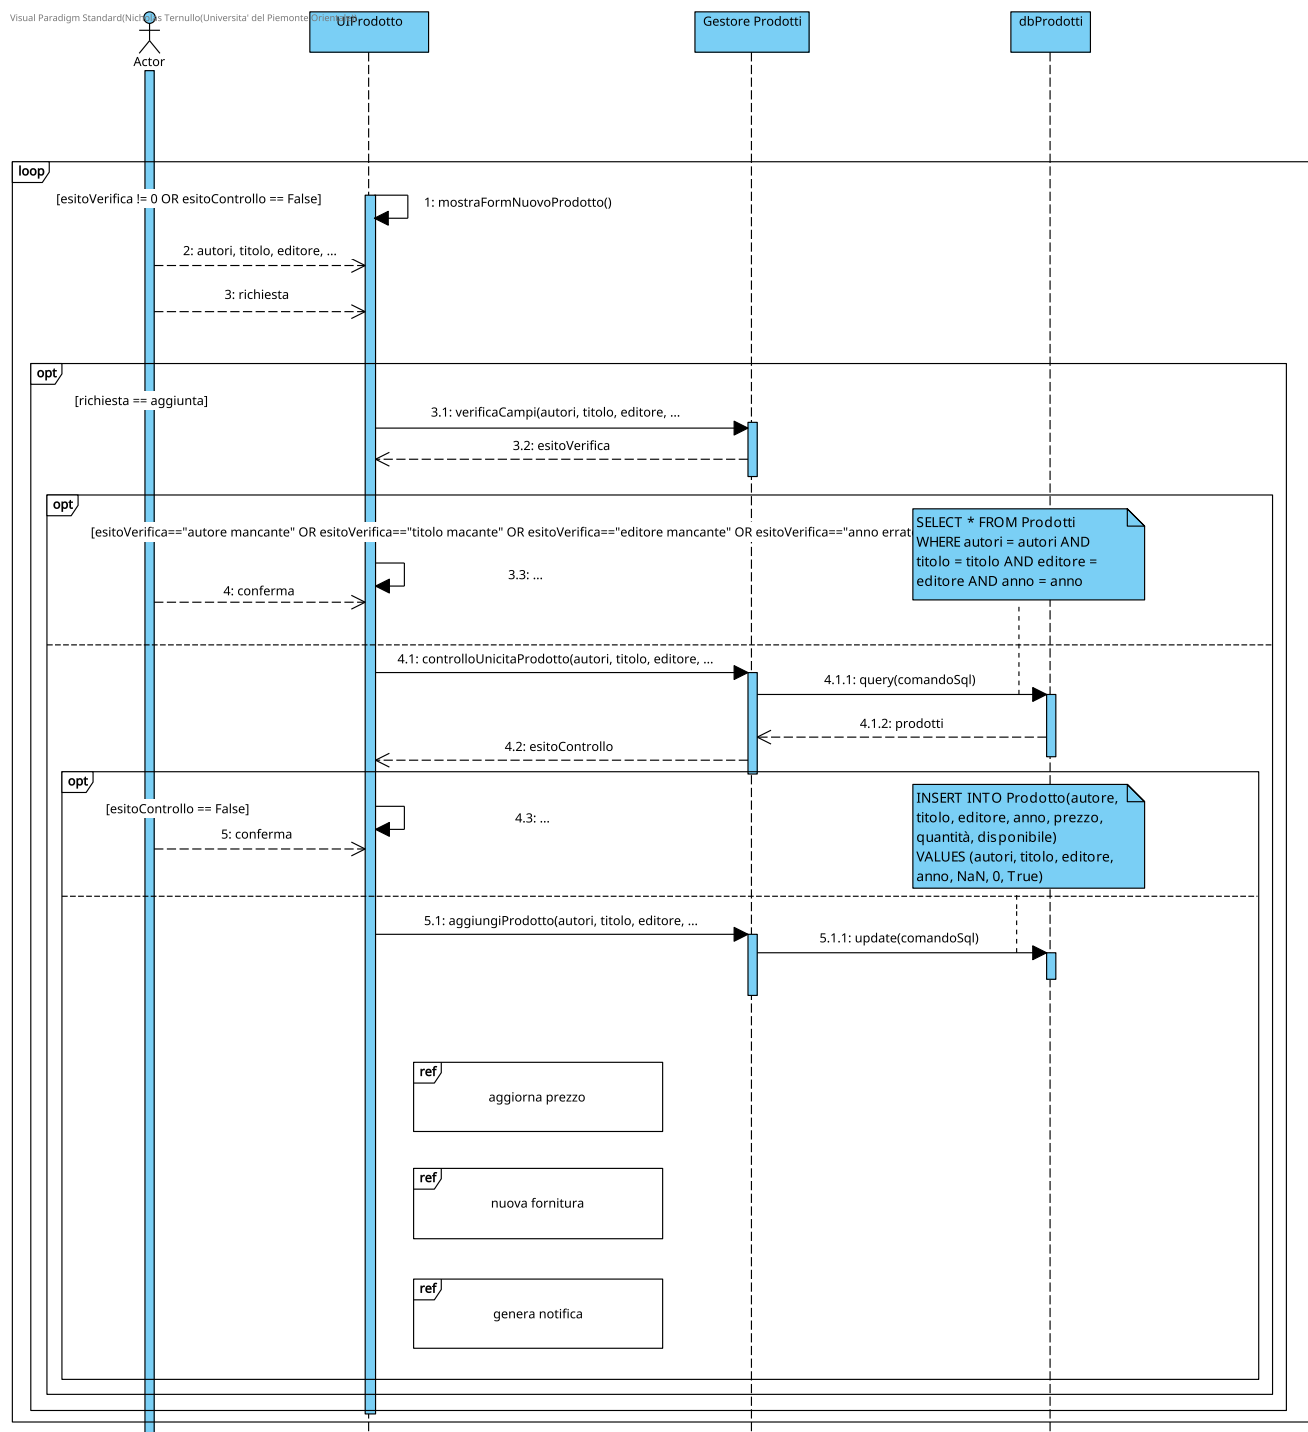 Visual Paradigm Standard(Nicholas Ternullo(Universita' del Piemonte Orientale))
UIProdotto
Gestore Prodotti
dbProdotti
Actor
loop
[esitoVerifica != 0 OR esitoControllo == False]
1: mostraFormNuovoProdotto()
2: autori, titolo, editore, ...
3: richiesta
opt
[richiesta == aggiunta]
3.1: verificaCampi(autori, titolo, editore, ...
3.2: esitoVerifica
opt
[esitoVerifica=="autore mancante" OR esitoVerifica=="titolo macante" OR esitoVerifica=="editore mancante" OR esitoVerifica=="anno errat
SELECT * FROM Prodotti
WHERE autori = autori AND
titolo = titolo AND editore =
editore AND anno = anno
3.3: ...
4: conferma
4.1: controlloUnicitaProdotto(autori, titolo, editore, ...
4.1.1: query(comandoSql)
4.1.2: prodotti
4.2: esitoControllo
opt
[esitoControllo == False]
4.3: ...
5: conferma
INSERT INTO Prodotto(autore,
titolo, editore, anno, prezzo,
quantità, disponibile)
VALUES (autori, titolo, editore,
anno, NaN, 0, True)
5.1: aggiungiProdotto(autori, titolo, editore, ...
5.1.1: update(comandoSql)
ref
aggiorna prezzo
ref
nuova fornitura
ref
genera notifica